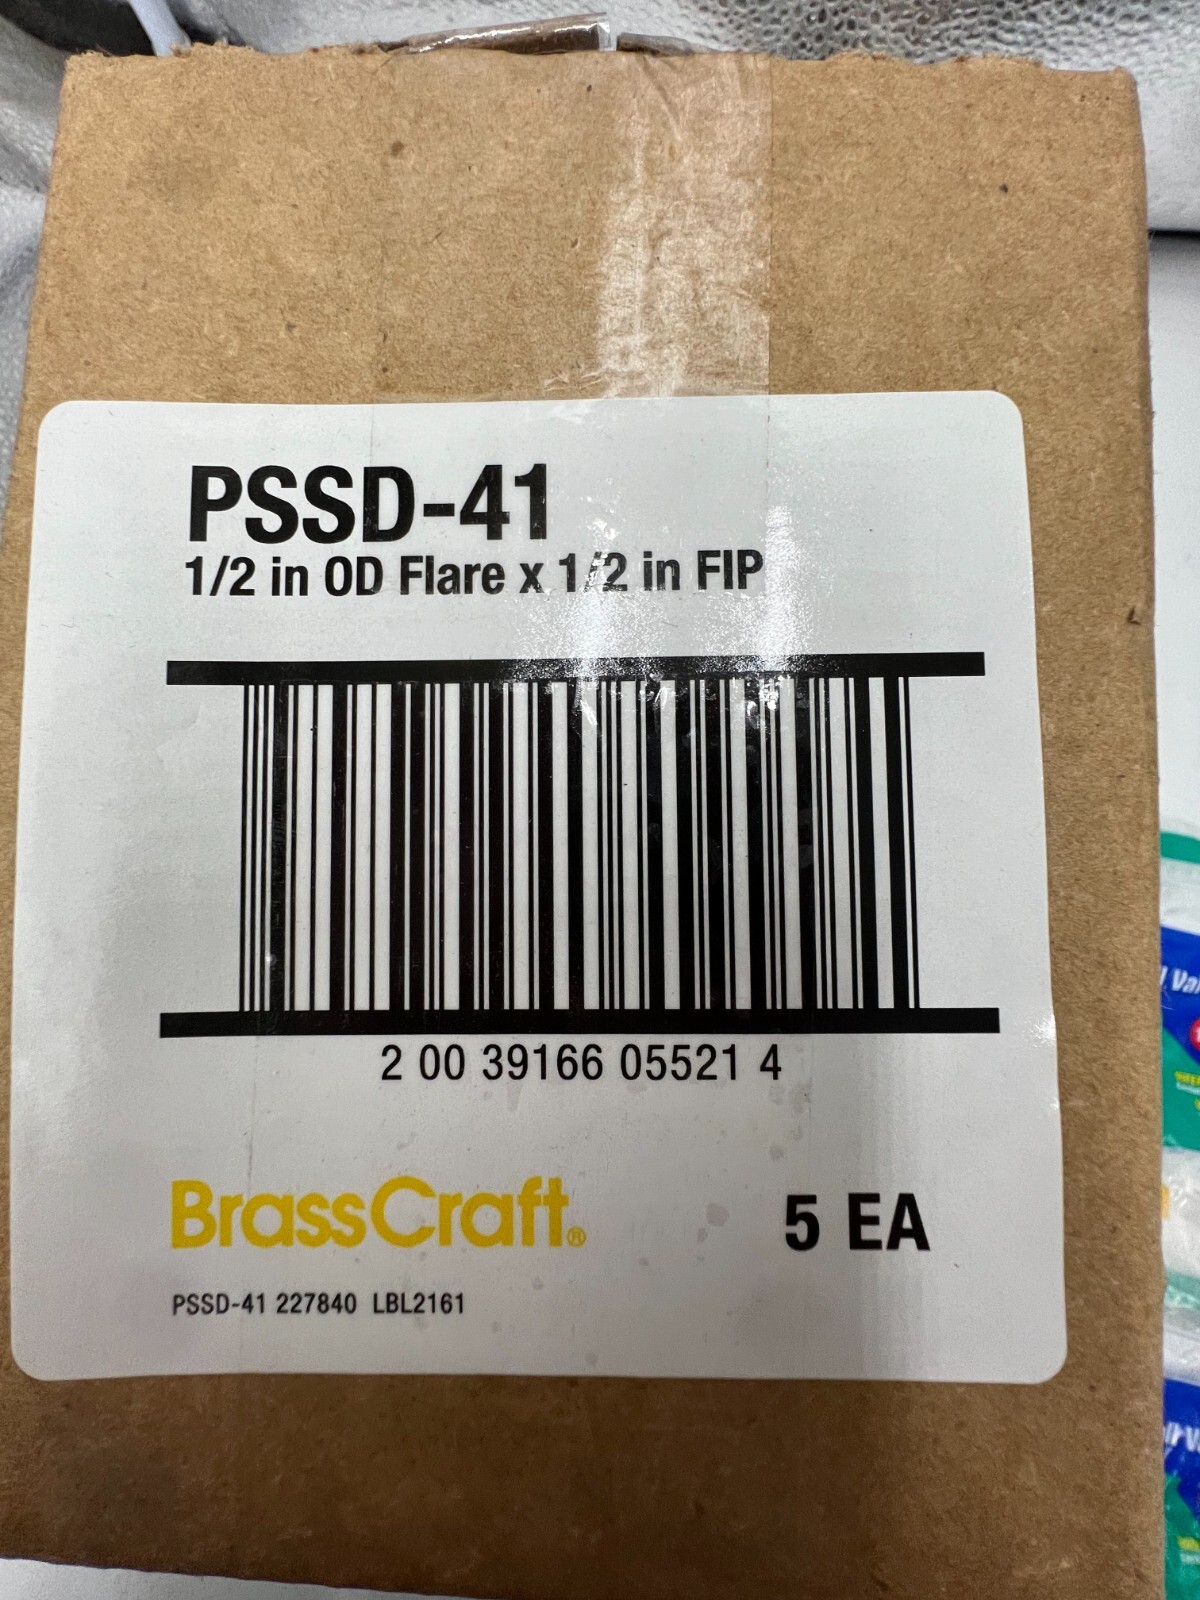 PSSD-41
1/2 in OD Flare x 1/2 in FIP
2 00 39166 05521 4
BrassCraft®
5 EA
PSSD-41 227840 LBL2161